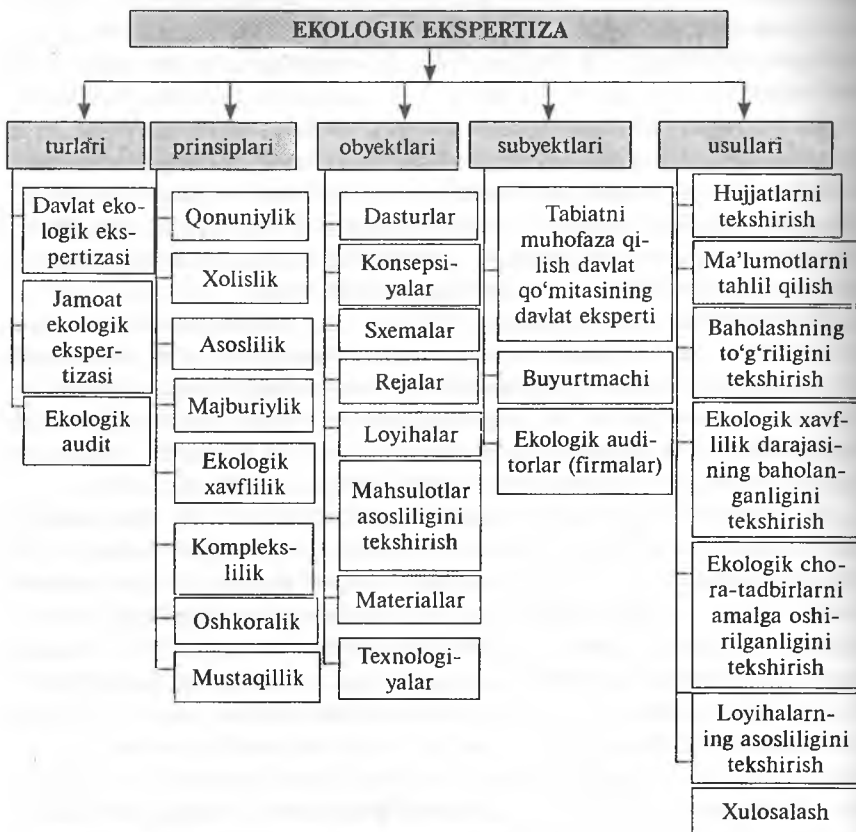 EKOLOGIK EKSPERTIZA
turlari
Davlat eko-
logik eks-
pertizasi
Jamoat
ekologik
eksper-
tizasi
Ekologik
audit
prinsiplari
Qonuniylik
Xolislik
Asoslilik
Majburiylik
Ekologik
xavflilik
Kompleks-
lilik
Oshkoralik
Mustaqillik
obyektlari
Dasturlar
Konsepsi-
yalar
Sxemalar
Rejalar
Loyihalar
Mahsulotlar
asosliligini
tekshirish
Materiallar
Texnologi-
yalar
subyektlari
Tabiatni
muhofaza qi-
lish davlat
qo‘mitasining
davlat eksperti
Buyurtmachi
Ekologik audi-
torlar (firmalar)
usullari
Hujjatlarni
tekshirish
Ma’lumotlarni
tahlil qilish
Baholashning
to‘g‘riligini
tekshirish
Ekologik xavf-
lilik darajasi-
ning baholan-
ganligini
tekshirish
Ekologik cho-
ra-tadbirlarni
amalga oshi-
rilganligini
tekshirish
Loyihalarn-
ing asosliligini
tekshirish
Xulosalash